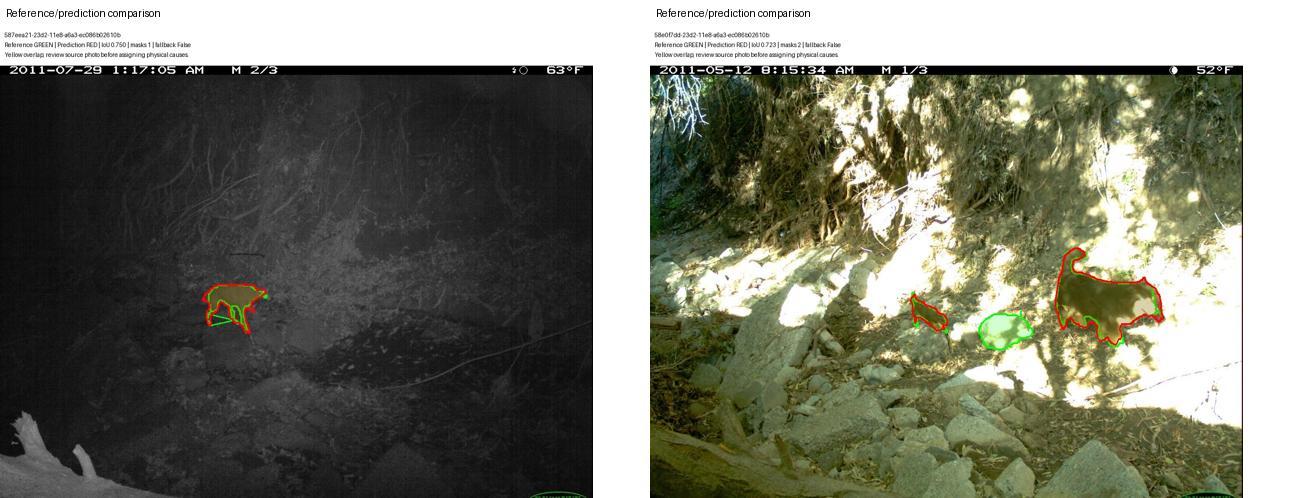 Reference/prediction comparison
587eea21-23d2-11e8-a6a3-ec086b02610b
Reference GREEN | Prediction RED | IoU 0.750 | masks 1 | fallback False
Yellow overlap; review source photo before assigning physical causes.
2011-07-29 1:17:05 AM M 2/3 63°F
Reference/prediction comparison
58e0f7dd-23d2-11e8-a6a3-ec086b02610b
Reference GREEN | Prediction RED | IoU 0.723 | masks 2 | fallback False
Yellow overlap; review source photo before assigning physical causes.
2011-05-12 8:15:34 AM M 1/3 52°F